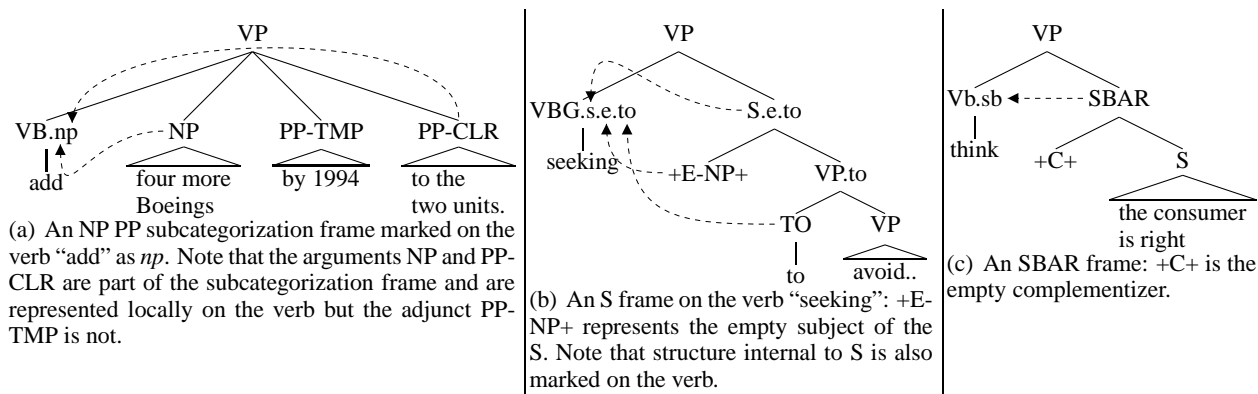 VP
VB.np NP PP-TMP PP-CLR
add four more by 1994 to the
Boeings two units.
(a) An NP PP subcategorization frame marked on the
verb “add” as np. Note that the arguments NP and PP-
CLR are part of the subcategorization frame and are
represented locally on the verb but the adjunct PP-
TMP is not.
VP
VBG.s.e.to S.e.to
seeking +E-NP+ VP.to
TO VP
to avoid..
(b) An S frame on the verb “seeking”: +E-
NP+ represents the empty subject of the
S. Note that structure internal to S is also
marked on the verb.
VP
Vb.sb SBAR
think +C+ S
the consumer
is right
(c) An SBAR frame: +C+ is the
empty complementizer.